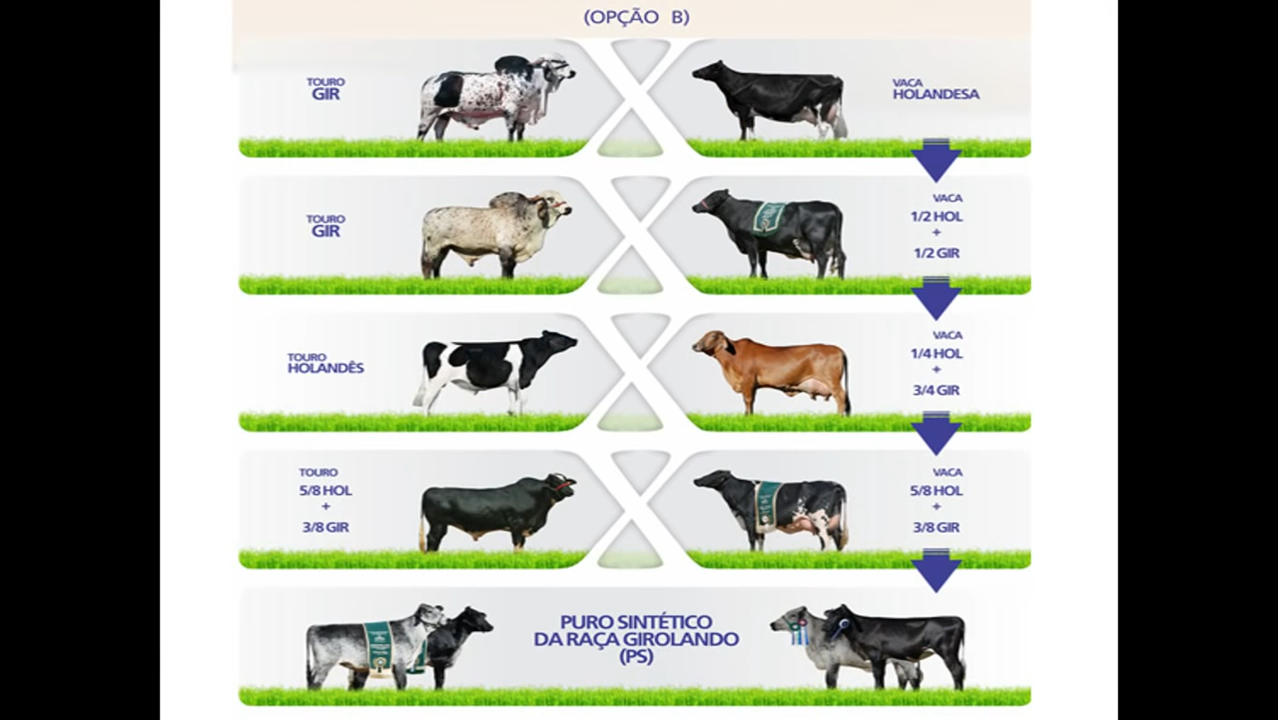 (OPÇÃO B)
TOURO
GIR
VACA
HOLANDESA
TOURO
GIR
VACA
1/2 HOL
+
1/2 GIR
TOURO
HOLANDÊS
VACA
1/4 HOL
+
3/4 GIR
TOURO
5/8 HOL
+
3/8 GIR
VACA
5/8 HOL
+
3/8 GIR
PURO SINTÉTICO
DA RAÇA GIROLANDO
(PS)